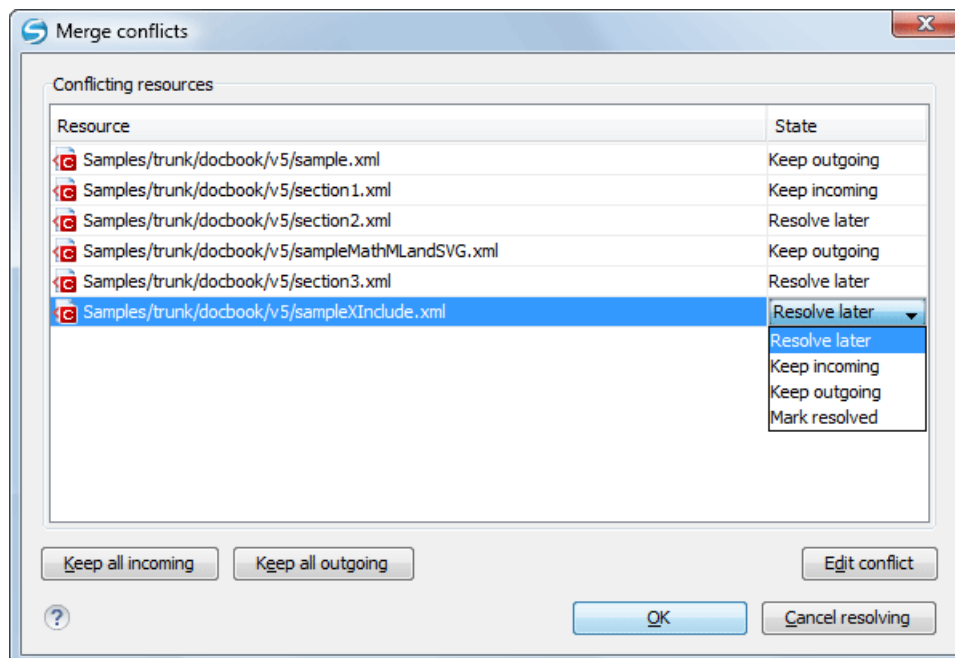 Merge conflicts
X
Conflicting resources
Resource State
Samples/trunk/docbook/v5/sample.xml Keep outgoing
Samples/trunk/docbook/v5/section1.xml Keep incoming
Samples/trunk/docbook/v5/section2.xml Resolve later
Samples/trunk/docbook/v5/sampleMathMLandSVG.xml Keep outgoing
Samples/trunk/docbook/v5/section3.xml Resolve later
Samples/trunk/docbook/v5/sampleXInclude.xml Resolve later
Resolve later
Keep incoming
Keep outgoing
Mark resolved
Keep all incoming Keep all outgoing Edit conflict
? OK Cancel resolving